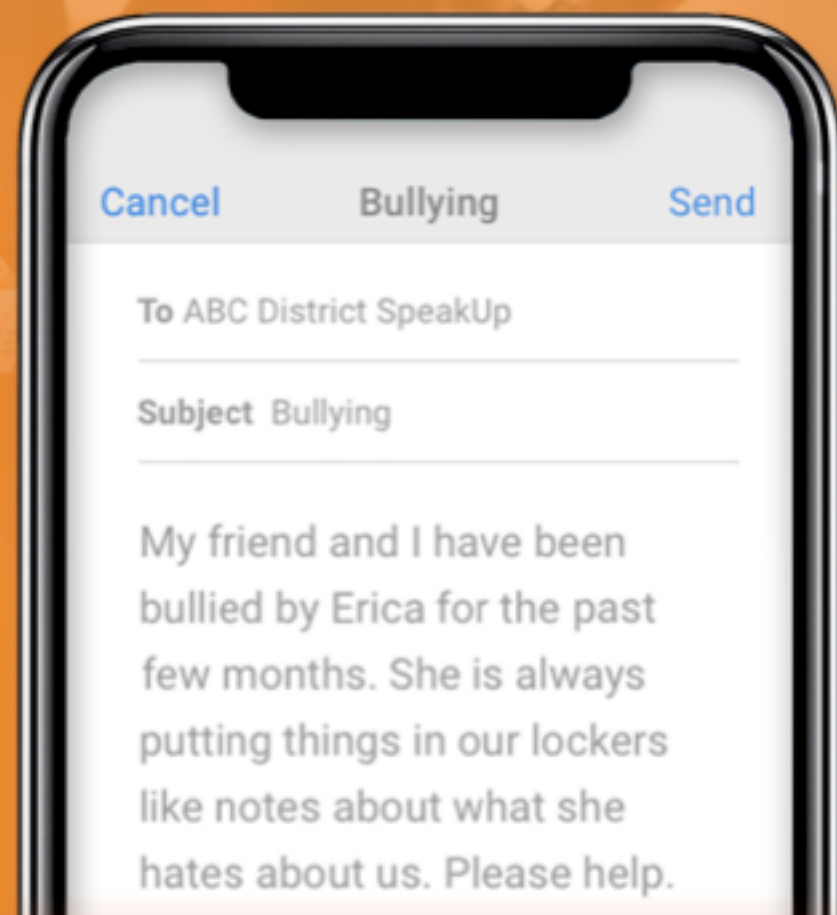 Cancel Bullying Send
To ABC District SpeakUp
Subject Bullying
My friend and I have been
bullied by Erica for the past
few months. She is always
putting things in our lockers
like notes about what she
hates about us. Please help.